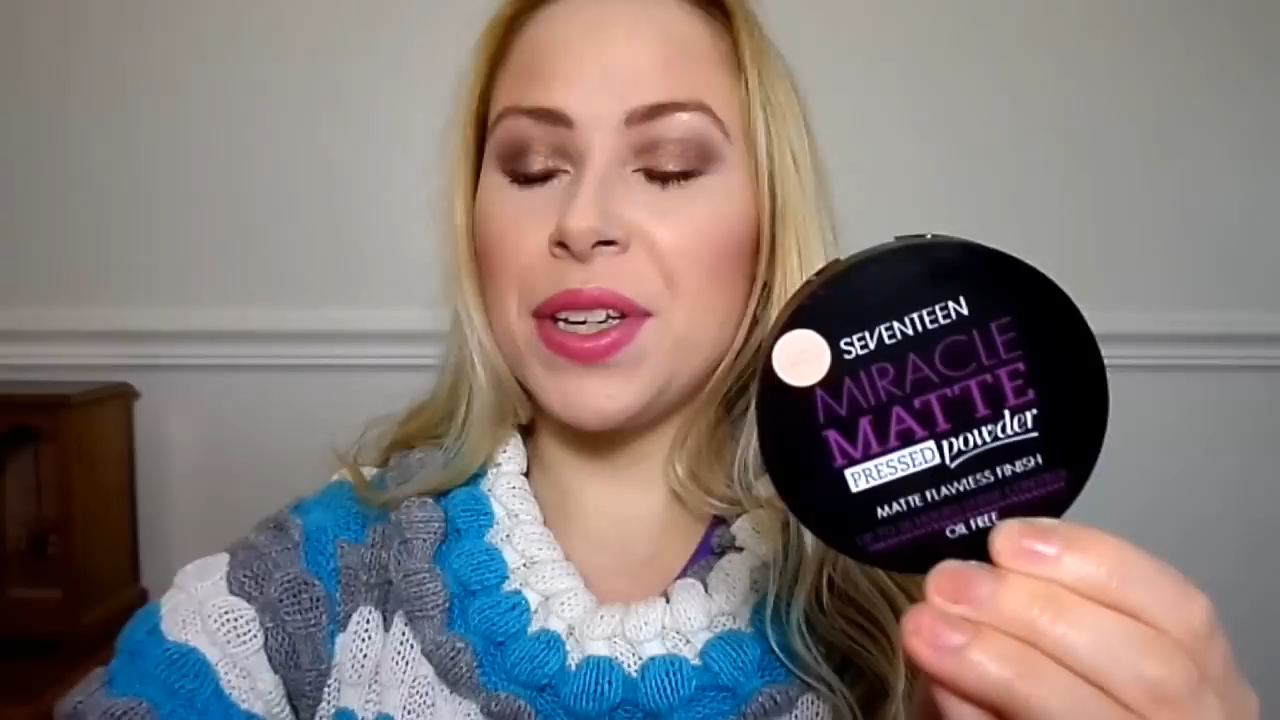 SEVENTEEN
MIRACLE
MATTE
PRESSED powder
MATTE FLAWLESS FINISH
OIL FREE